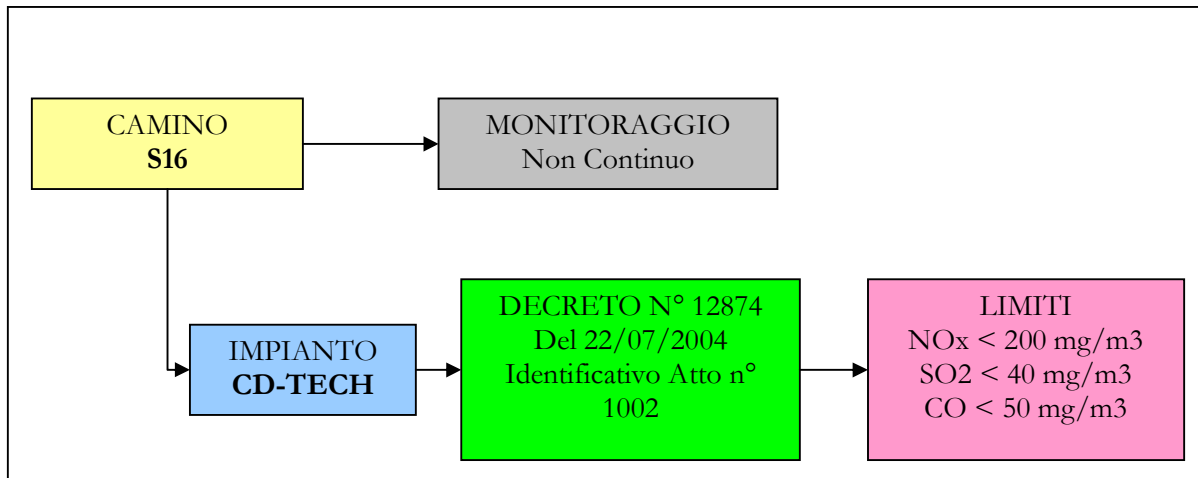 CAMINO
S16
MONITORAGGIO
Non Continuo
IMPIANTO
CD-TECH
DECRETO N° 12874
Del 22/07/2004
Identificativo Atto n°
1002
LIMITI
NOx < 200 mg/m3
SO2 < 40 mg/m3
CO < 50 mg/m3